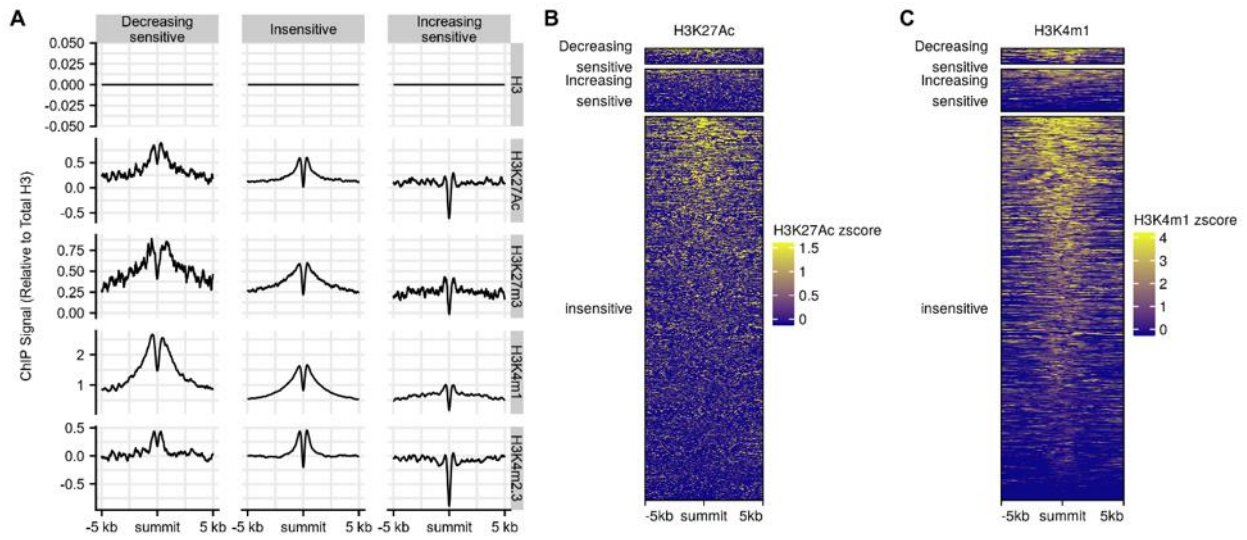 A
Decreasing
sensitive
Insensitive
Increasing
sensitive
ChIP Signal (Relative to Total H3)
0.050
0.025
0.000
-0.025
-0.050
H3
0.5
0.0
-0.5
H3K27Ac
0.75
0.50
0.25
0.00
H3K27m3
2
1
H3K4m1
0.5
0.0
-0.5
H3K4m2,3
-5 kb summit 5 kb
-5 kb summit 5 kb
-5 kb summit 5 kb
B
H3K27Ac
Decreasing
sensitive
Increasing
sensitive
insensitive
-5kb summit 5kb
H3K27Ac zscore
1.5
1
0.5
0
C
H3K4m1
Decreasing
sensitive
Increasing
sensitive
insensitive
-5kb summit 5kb
H3K4m1 zscore
4
3
2
1
0